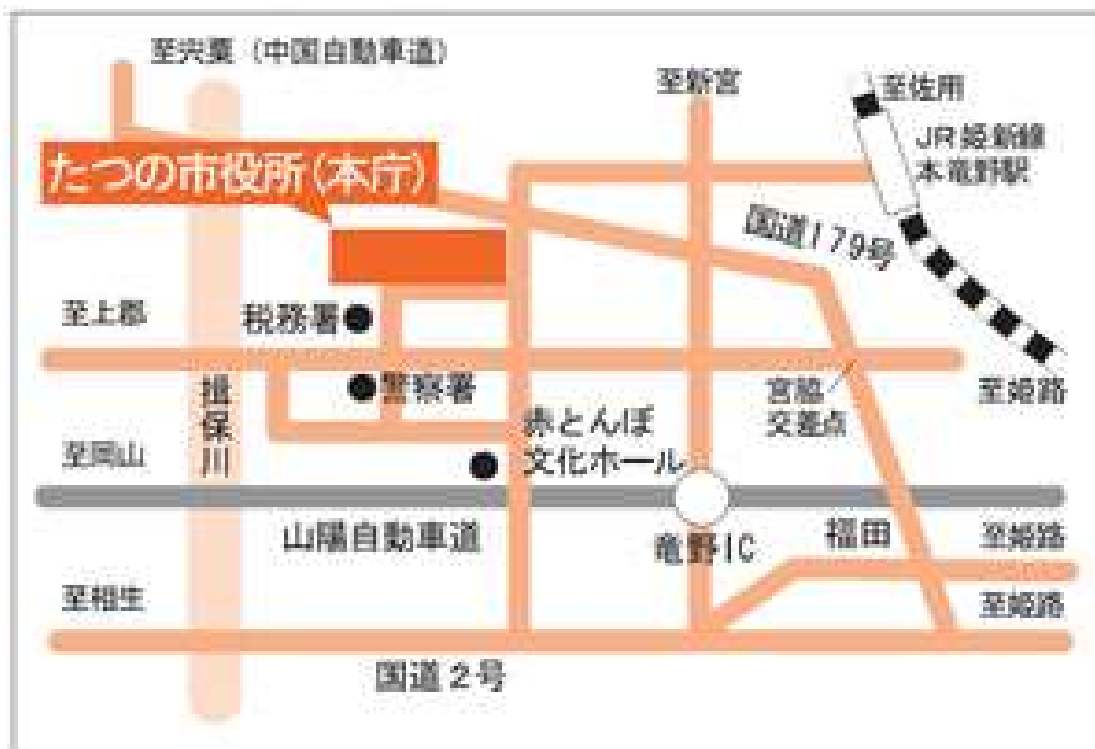 至宍粟（中国自動車道）
至新宮
至佐用
JR姫新線
本竜野駅
たつの市役所(本庁)
国道179号
至上郡
税務署
警察署
宮脇
交差点
至姫路
揖保川
赤とんぼ
文化ホール
至岡山
山陽自動車道
竜野IC
福田
至姫路
至相生
至姫路
国道２号